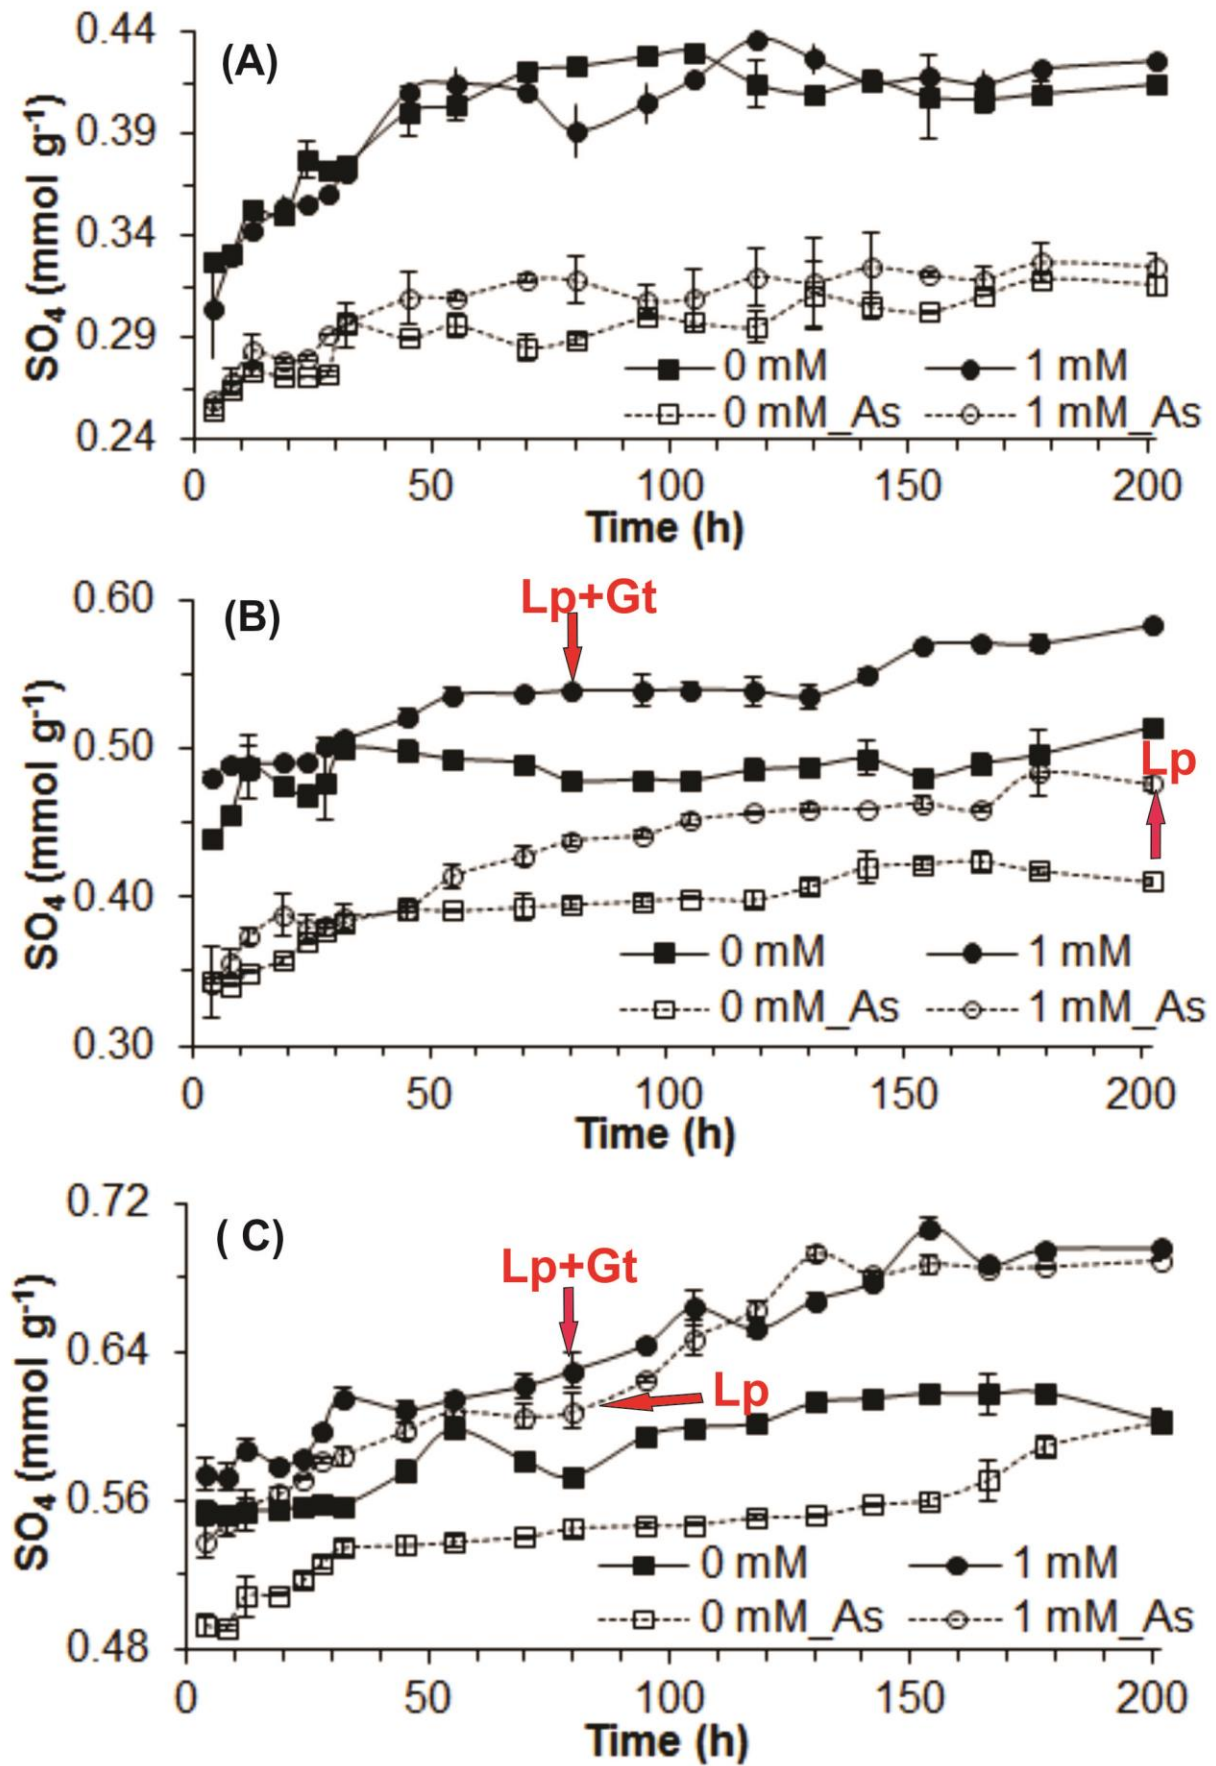 (A)
SO₄ (mmol g⁻¹)
0.44
0.39
0.34
0.29
0.24
0 mM 1 mM
0 mM_As 1 mM_As
0 50 100 150 200
Time (h)
(B)
Lp+Gt
SO₄ (mmol g⁻¹)
0.60
0.50
0.40
0.30
Lp
0 mM 1 mM
0 mM_As 1 mM_As
0 50 100 150 200
Time (h)
( C)
Lp+Gt
Lp
SO₄ (mmol g⁻¹)
0.72
0.64
0.56
0.48
0 mM 1 mM
0 mM_As 1 mM_As
0 50 100 150 200
Time (h)